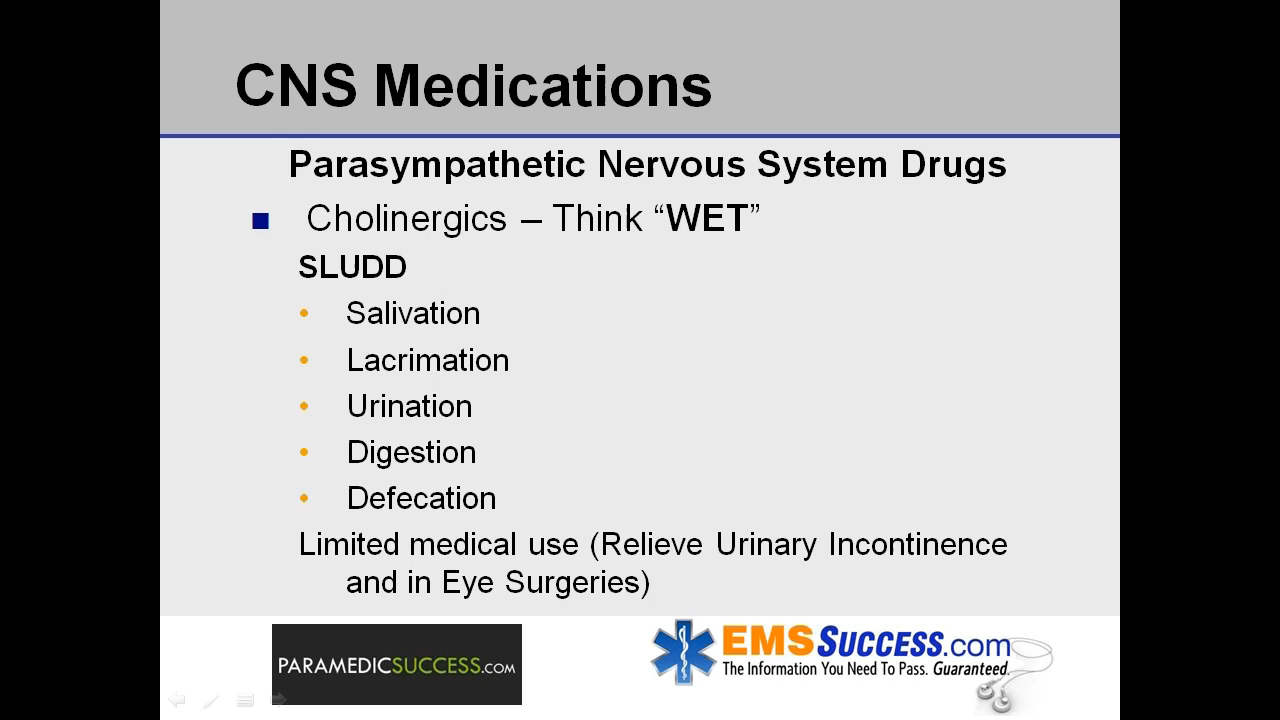 CNS Medications
Parasympathetic Nervous System Drugs
Cholinergics – Think “WET”
SLUDD
Salivation
Lacrimation
Urination
Digestion
Defecation
Limited medical use (Relieve Urinary Incontinence
and in Eye Surgeries)
PARAMEDICSUCCESS.COM
EMSSUCCESS.com
The Information You Need To Pass. Guaranteed.